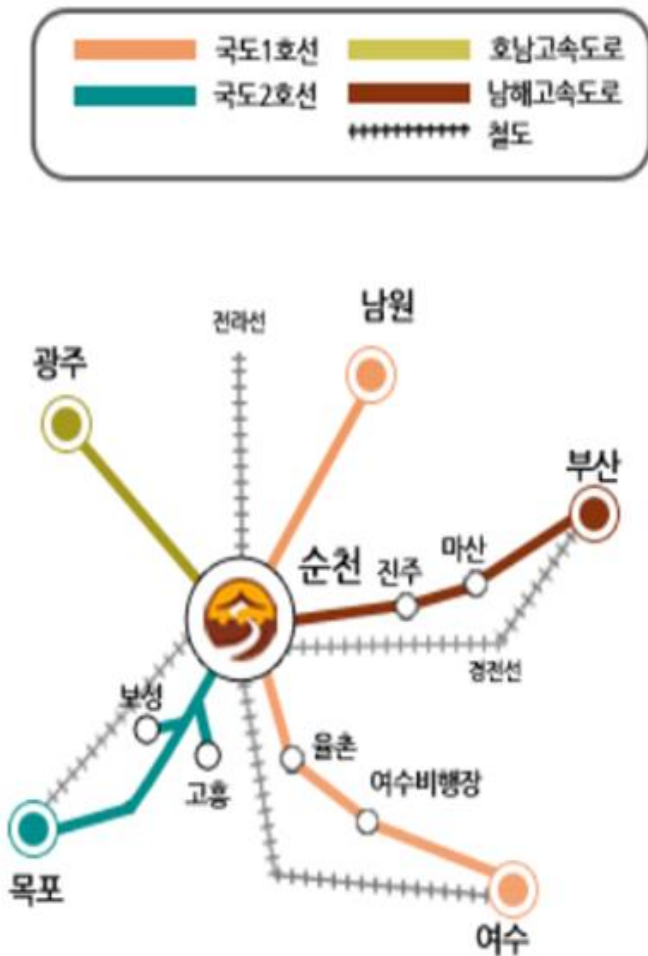 국도1호선 호남고속도로
국도2호선 남해고속도로
철도
전라선
남원
광주
부산
순천
마산
진주
경전선
보성
율촌
고흥
여수비행장
목포
여수